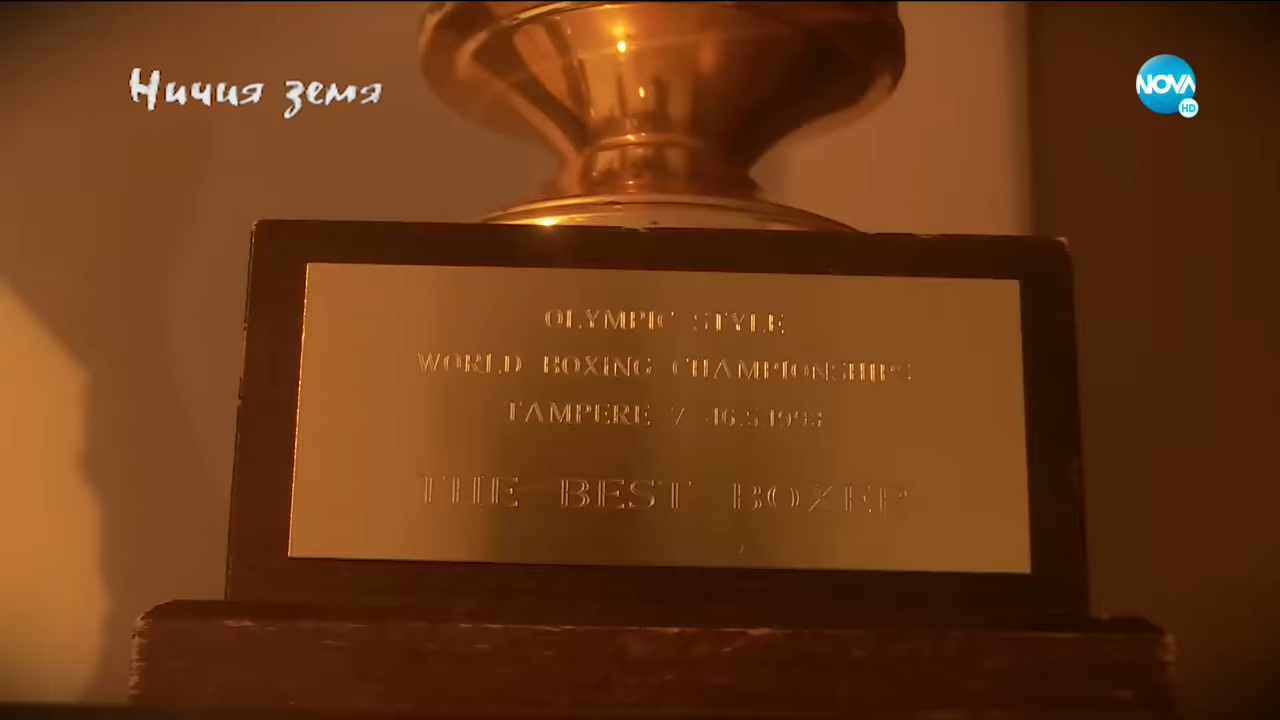 Ничия земя
NOVA
HD
OLYMPIC STYLE
WORLD BOXING CHAMPIONSHIPS
TAMPERE 7 - 16.5.1993
THE BEST BOXER